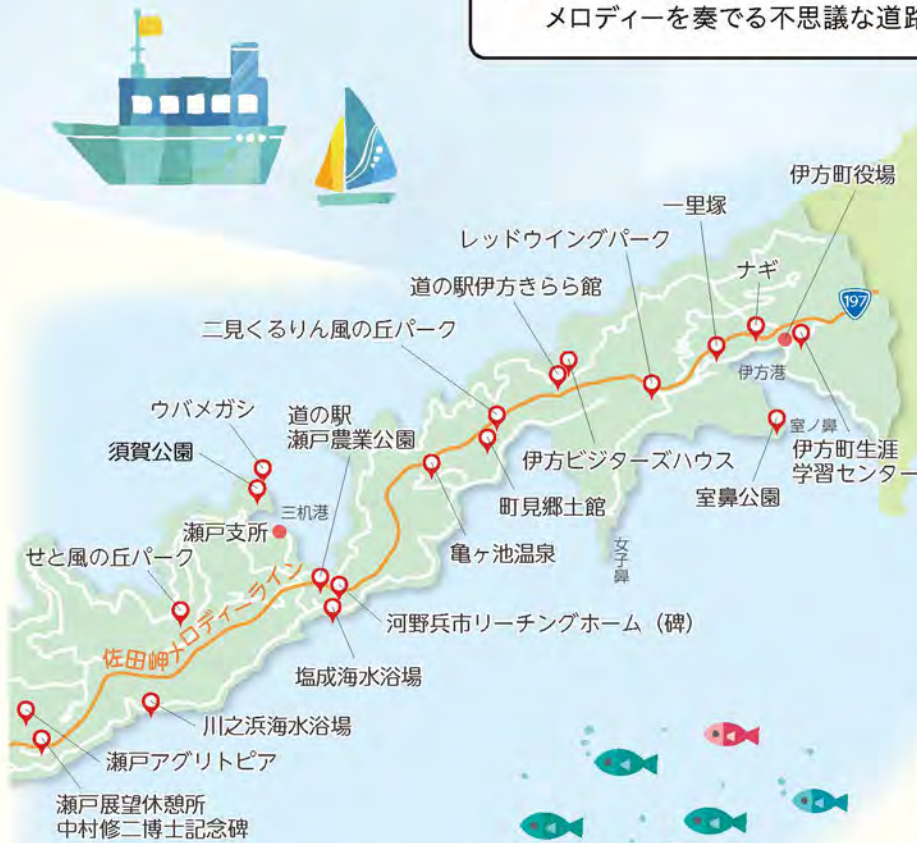 メロディーを奏でる不思議な道路
伊方町役場
一里塚
レッドウイングパーク
ナギ
道の駅伊方きらら館
197
二見くるりん風の丘パーク
伊方港
ウバメガシ
道の駅
瀬戸農業公園
須賀公園
室ノ鼻
伊方町生涯
学習センター
伊方ビジターズハウス
室鼻公園
町見郷土館
三机港
瀬戸支所
せと風の丘パーク
亀ヶ池温泉
女子鼻
佐田岬メロディーライン
河野兵市リーチングホーム（碑）
塩成海水浴場
川之浜海水浴場
瀬戸アグリトピア
瀬戸展望休憩所
中村修二博士記念碑